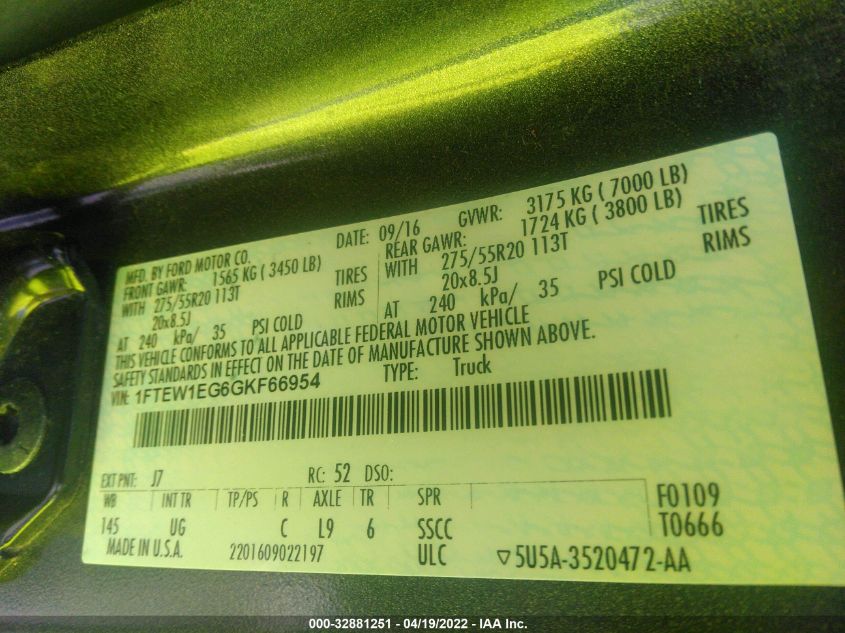 MFD. BY FORD MOTOR CO.
DATE: 09/16 GVWR: 3175 KG ( 7000 LB)
FRONT GAWR: 1565 KG ( 3450 LB)
REAR GAWR: 1724 KG ( 3800 LB)
WITH 275/55R20 113T TIRES
WITH 275/55R20 113T TIRES
20x8.5J RIMS
20x8.5J RIMS
AT 240 kPa/ 35 PSI COLD
AT 240 kPa/ 35 PSI COLD
THIS VEHICLE CONFORMS TO ALL APPLICABLE FEDERAL MOTOR VEHICLE
SAFETY STANDARDS IN EFFECT ON THE DATE OF MANUFACTURE SHOWN ABOVE.
VIN: 1FTEW1EG6GKF66954 TYPE: Truck
EXT PNT: J7 RC: 52 DSO:
WB INT TR TP/PS R AXLE TR SPR F0109
145 UG C L9 6 SSCC T0666
MADE IN U.S.A. 2201609022197 ULC ▽5U5A-3520472-AA
000-32881251 - 04/19/2022 - IAA Inc.